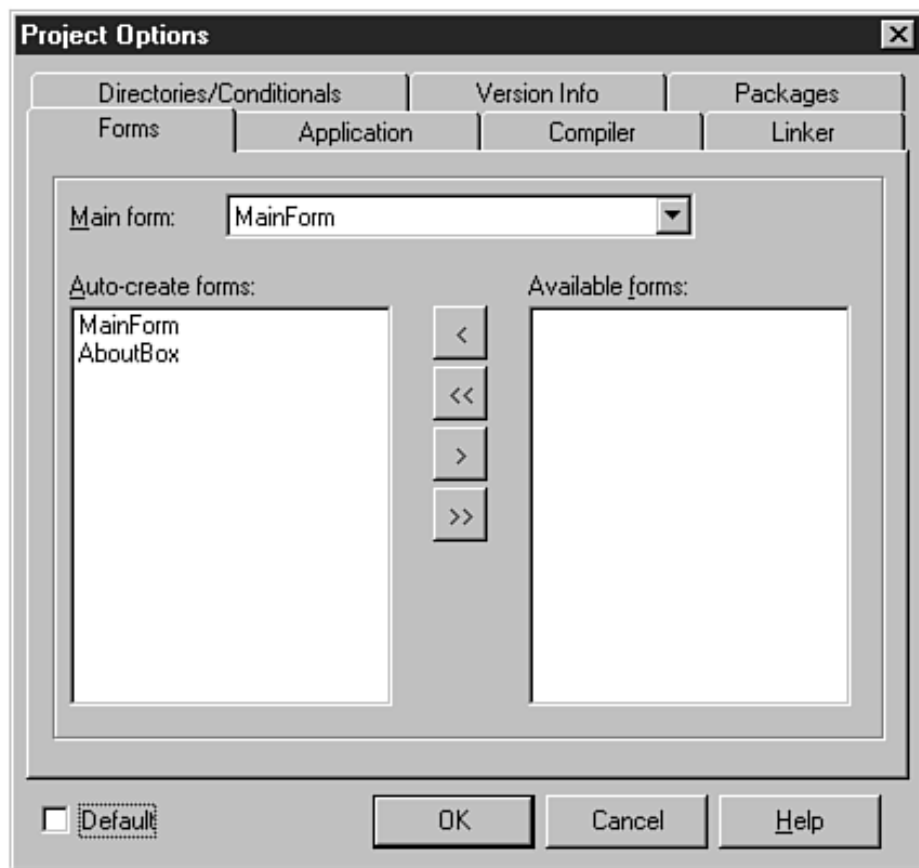 Project Options
Directories/Conditionals Version Info Packages
Forms Application Compiler Linker
Main form: MainForm
Auto-create forms: Available forms:
MainForm
AboutBox
<
<<
>
>>
Default OK Cancel Help